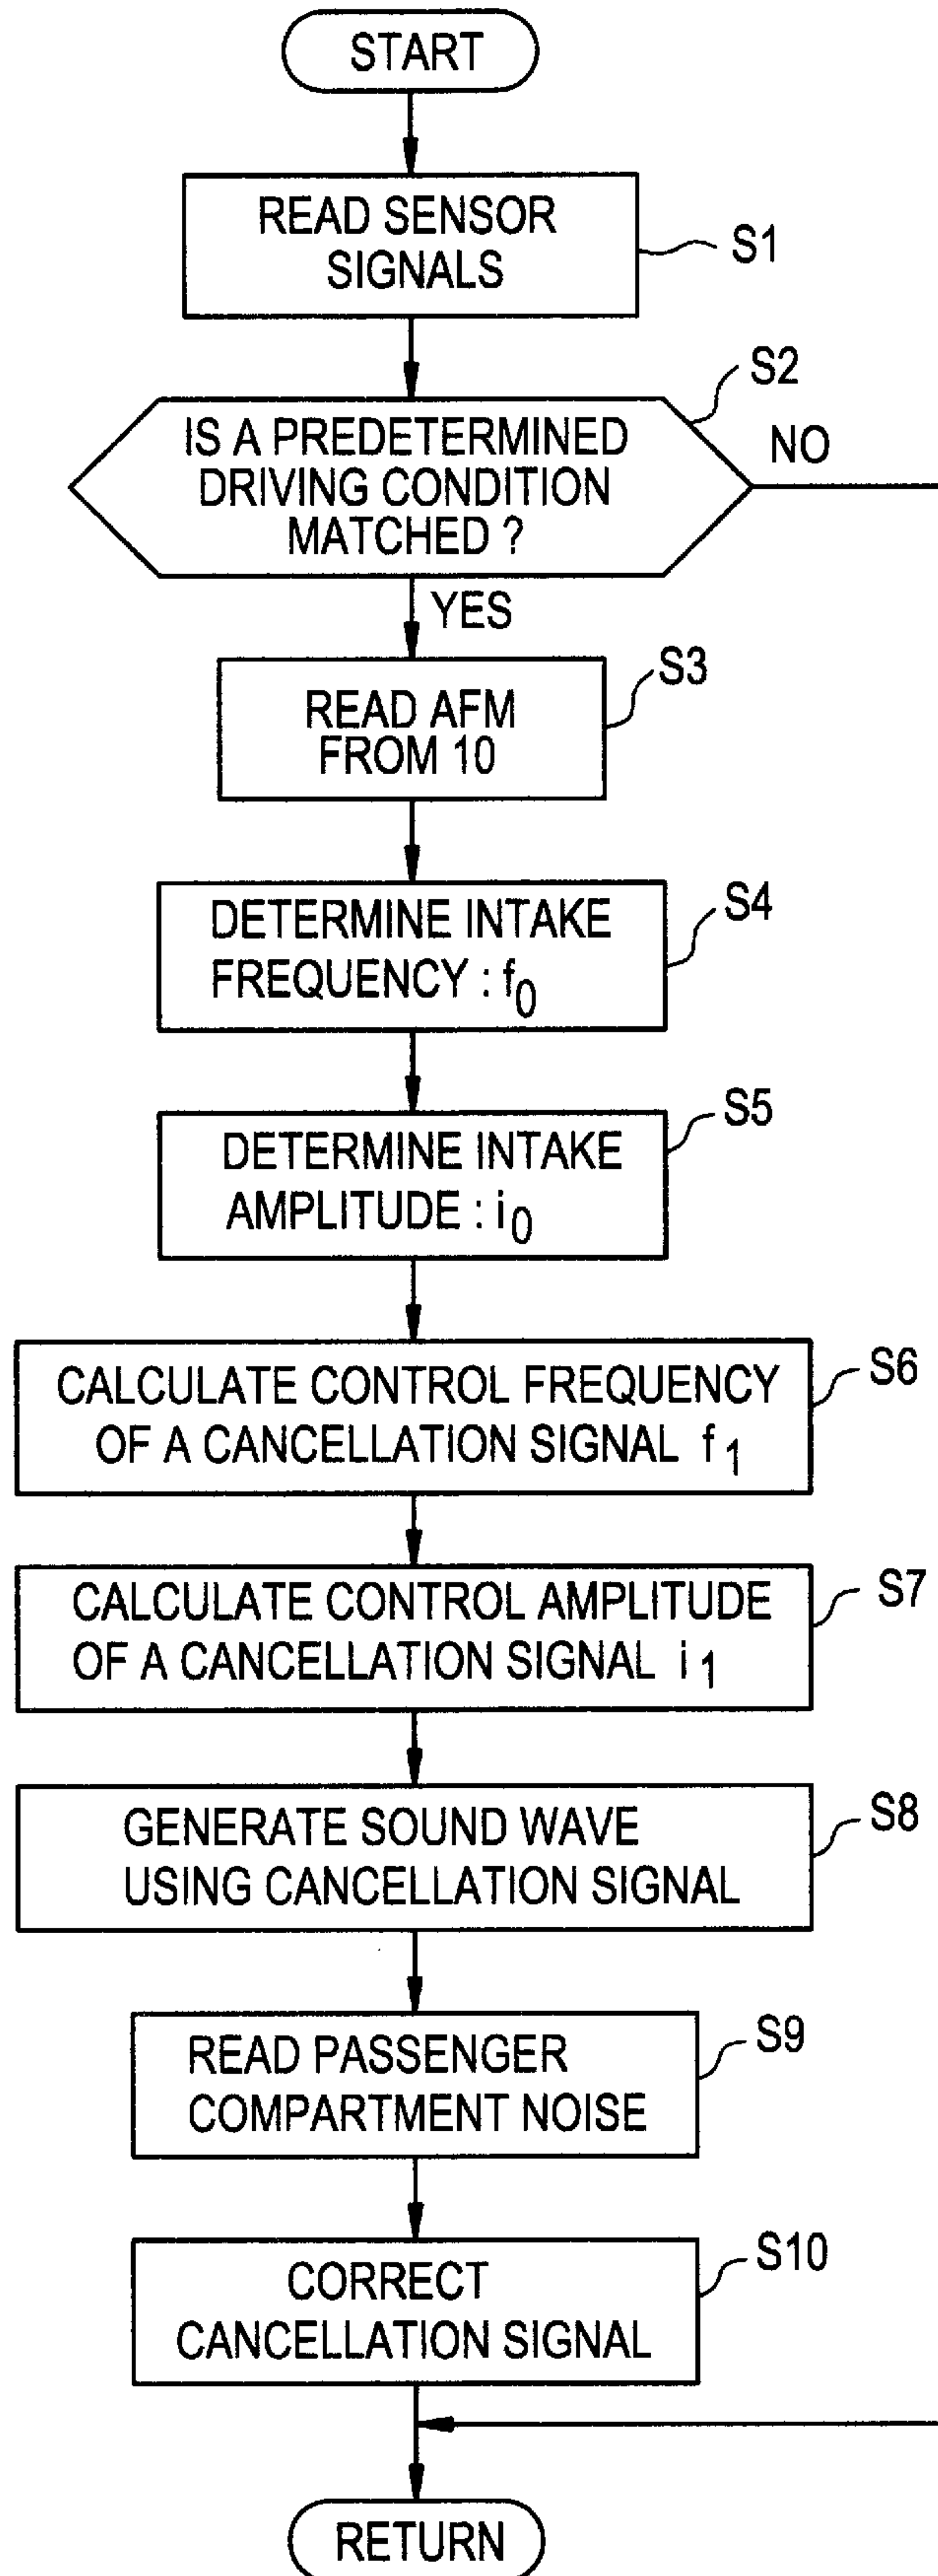 START
READ SENSOR
SIGNALS
S1
S2
IS A PREDETERMINED
DRIVING CONDITION
MATCHED ?
NO
YES
S3
READ AFM
FROM 10
S4
DETERMINE INTAKE
FREQUENCY : f0
S5
DETERMINE INTAKE
AMPLITUDE : i0
S6
CALCULATE CONTROL FREQUENCY
OF A CANCELLATION SIGNAL f1
S7
CALCULATE CONTROL AMPLITUDE
OF A CANCELLATION SIGNAL i1
S8
GENERATE SOUND WAVE
USING CANCELLATION SIGNAL
S9
READ PASSENGER
COMPARTMENT NOISE
S10
CORRECT
CANCELLATION SIGNAL
RETURN